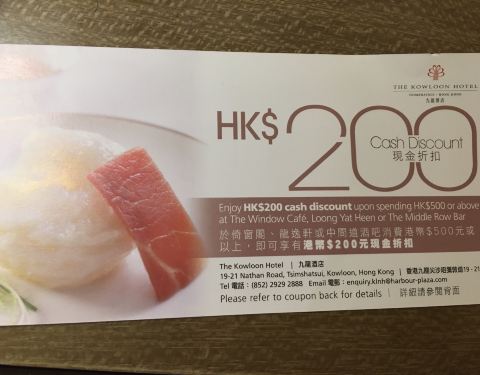 THE KOWLOON HOTEL
九龍酒店
HK$200
Cash Discount
現金折扣
Enjoy HK$200 cash discount upon spending HK$500 or above
at The Window Café, Loong Yat Heen or The Middle Row Bar
於倚窗閣、龍逸軒或中間道酒吧消費港幣$500元或
以上，即可享有港幣$200元現金折扣
The Kowloon Hotel | 九龍酒店
19-21 Nathan Road, Tsimshatsui, Kowloon, Hong Kong | 香港九龍尖沙咀彌敦道19-21
Tel 電話：(852) 2929 2888 Email 電郵：enquiry.klnh@harbour-plaza.com
Please refer to coupon back for details | 詳細請參閱背面